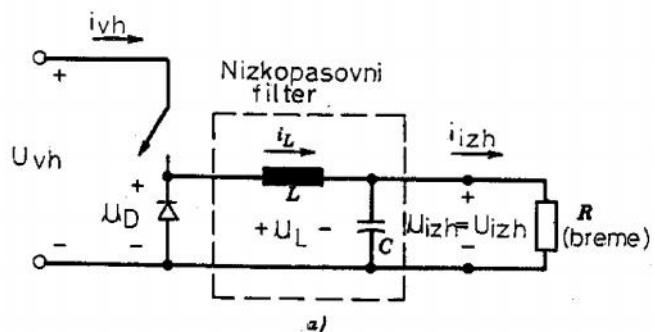 i_vh
+
Nizkopasovni
filter
i_L
i_izh
U_vh
L
+
+
u_D
+ u_L -
C
u_izh = U_izh
R
(breme)
-
-
-
a)